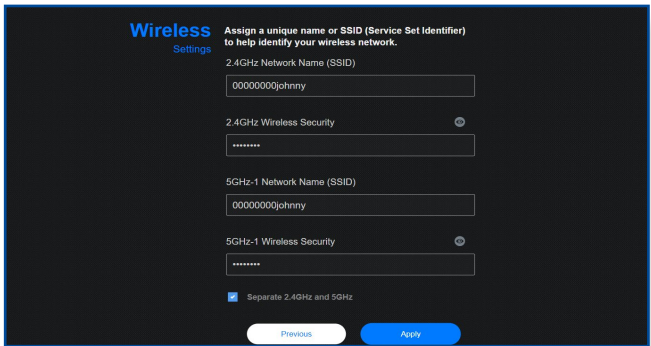 Wireless
Settings
Assign a unique name or SSID (Service Set Identifier)
to help identify your wireless network.
2.4GHz Network Name (SSID)
00000000johnny
2.4GHz Wireless Security
••••••••
5GHz-1 Network Name (SSID)
00000000johnny
5GHz-1 Wireless Security
••••••••
Separate 2.4GHz and 5GHz
Previous
Apply